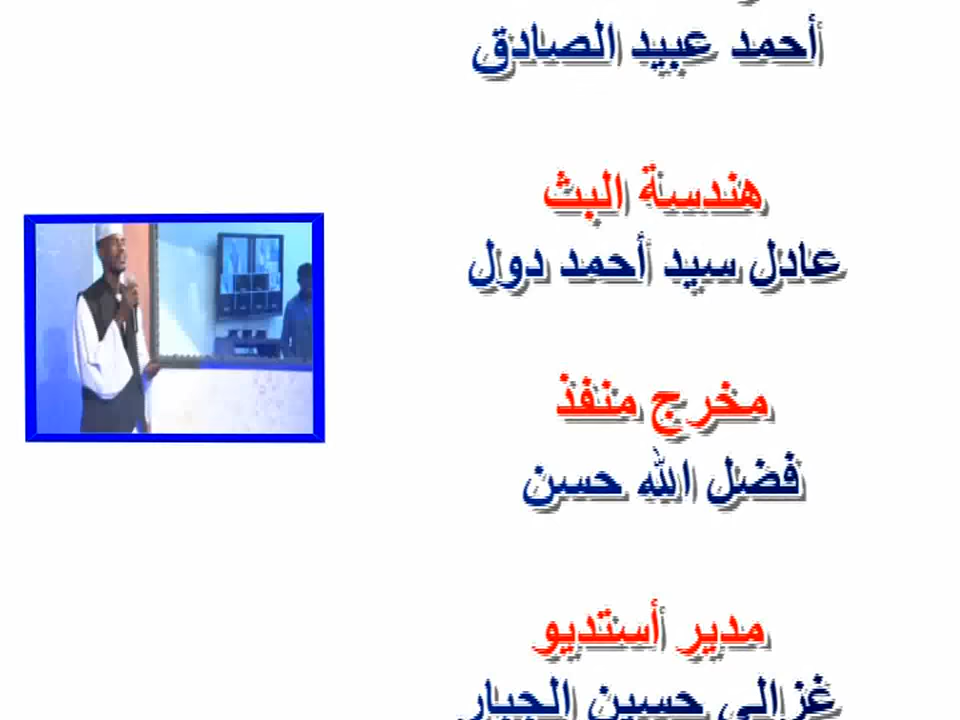 أحمد عبيد الصادق
هندسة البث
عادل سيد أحمد دول
مخرج منفذ
فضل الله حسن
مدير أستديو
غزالي حسين الجبار